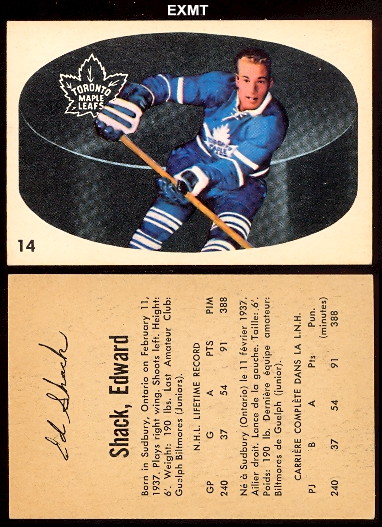 EXMT
TORONTO
MAPLE
LEAFS
14
Ed Shack
Shack, Edward
Born in Sudbury, Ontario on February 11,
1937. Plays right wing. Shoots left. Height:
6'. Weight: 190 lbs. Last Amateur Club:
Guelph Biltmores (Juniors).
N.H.L. LIFETIME RECORD
GP G A PTS PIM
240 37 54 91 388
Né à Sudbury (Ontario) le 11 février 1937.
Ailier droit. Lance de la gauche. Taille: 6'.
Poids: 190 lb. Dernière équipe amateur:
Biltmores de Guelph (junior).
CARRIÈRE COMPLÈTE DANS LA L.N.H.
PJ B A Pts Pun.
(minutes)
240 37 54 91 388